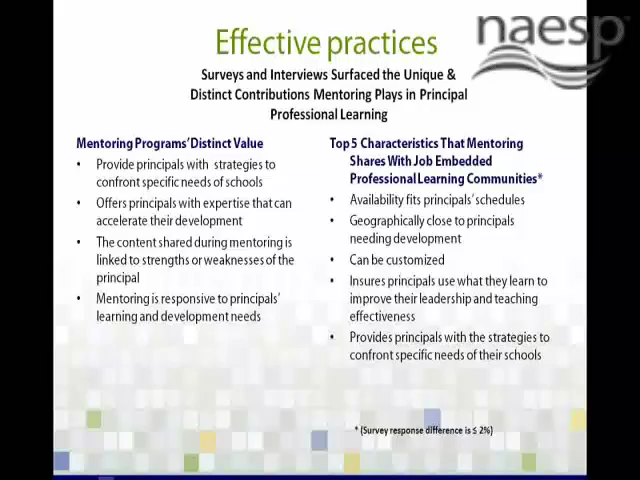 Effective practices
naesp™
Surveys and Interviews Surfaced the Unique &
Distinct Contributions Mentoring Plays in Principal
Professional Learning
Mentoring Programs' Distinct Value
• Provide principals with strategies to
confront specific needs of schools
• Offers principals with expertise that can
accelerate their development
• The content shared during mentoring is
linked to strengths or weaknesses of the
principal
• Mentoring is responsive to principals'
learning and development needs
Top 5 Characteristics That Mentoring
Shares With Job Embedded
Professional Learning Communities*
• Availability fits principals' schedules
• Geographically close to principals
needing development
• Can be customized
• Insures principals use what they learn to
improve their leadership and teaching
effectiveness
• Provides principals with the strategies to
confront specific needs of their schools
* (Survey response difference is ≤ 2%)